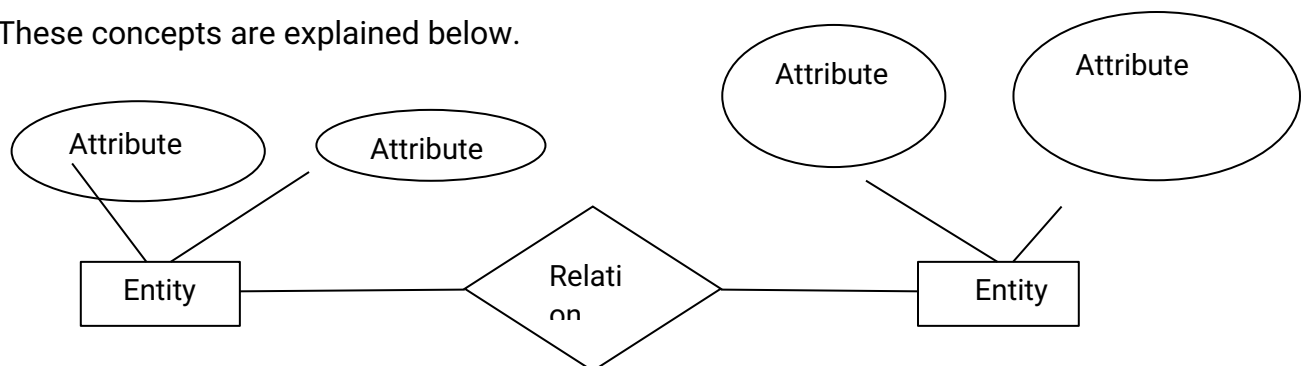 These concepts are explained below.
Attribute
Attribute
Attribute
Attribute
Entity
Relati
on
Entity